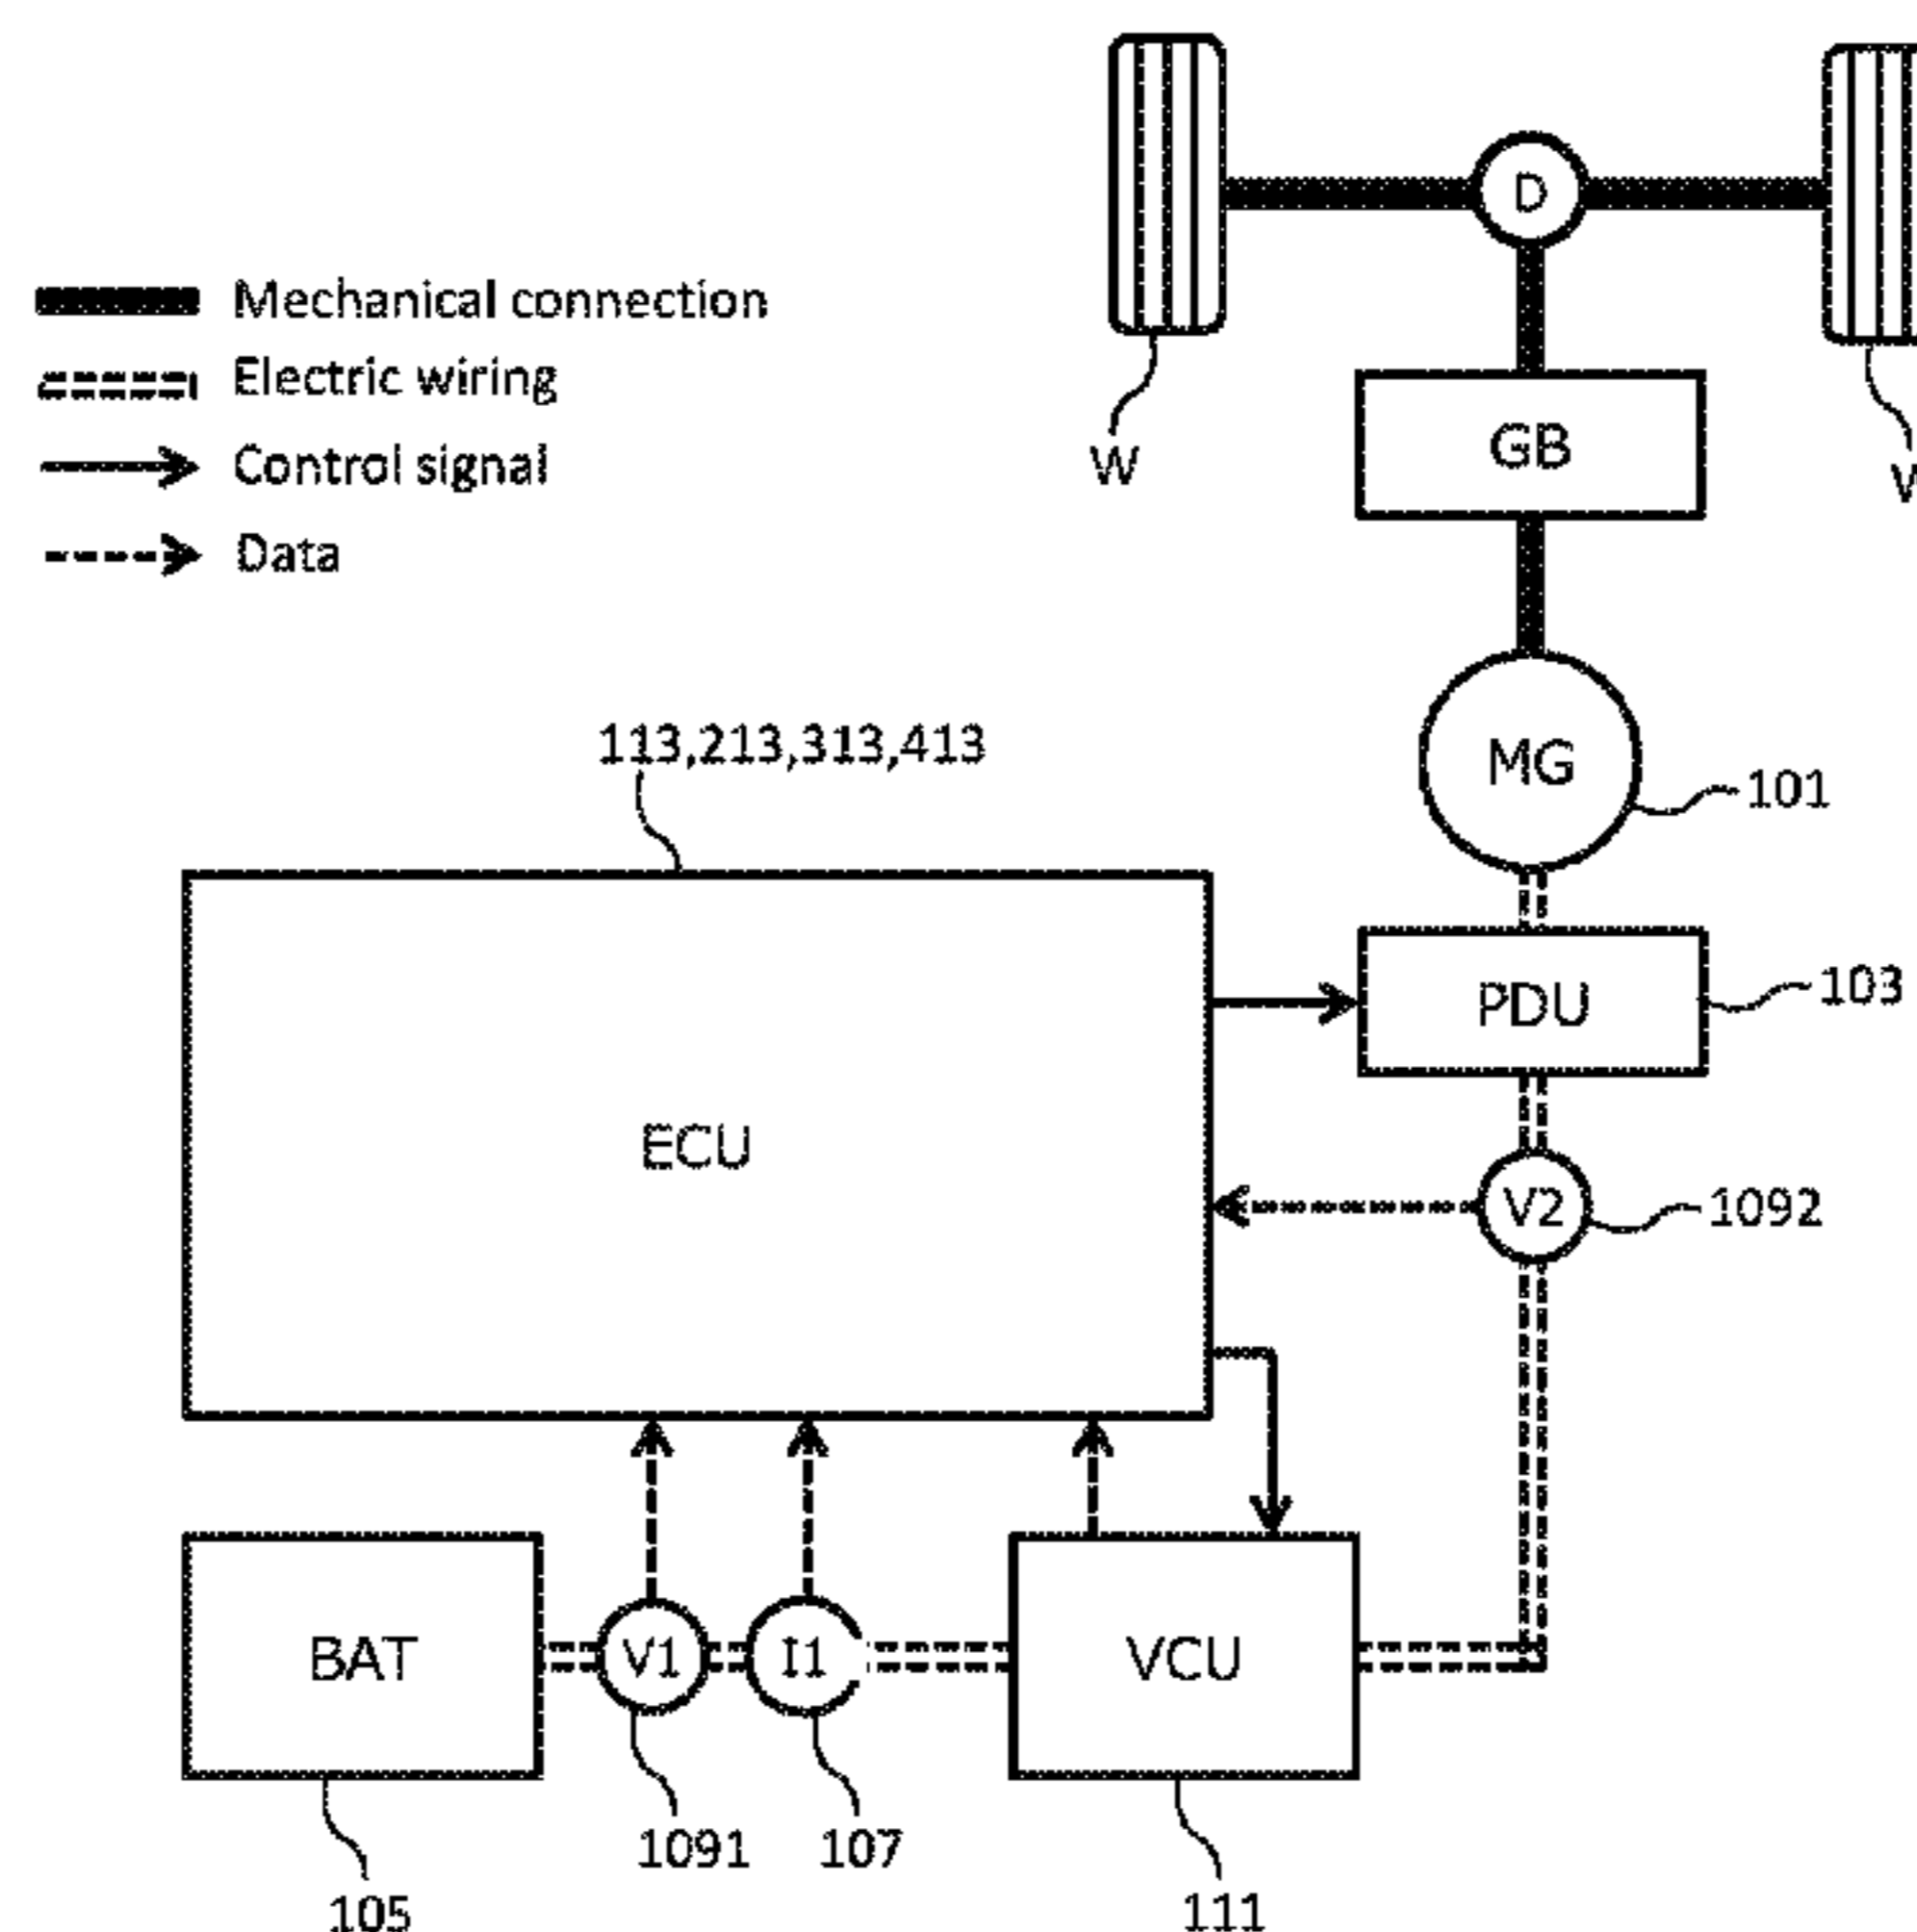 D
Mechanical connection
Electric wiring
Control signal
Data
W
GB
113,213,313,413
MG
101
PDU
103
ECU
V2
1092
BAT
V1
I1
VCU
1091
107
105
111